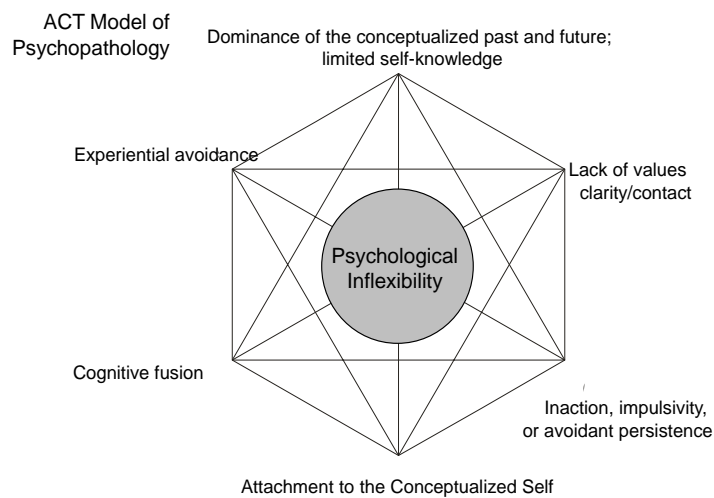 ACT Model of
Psychopathology
Dominance of the conceptualized past and future;
limited self-knowledge
Experiential avoidance
Lack of values
clarity/contact
Psychological
Inflexibility
Cognitive fusion
Inaction, impulsivity,
or avoidant persistence
Attachment to the Conceptualized Self